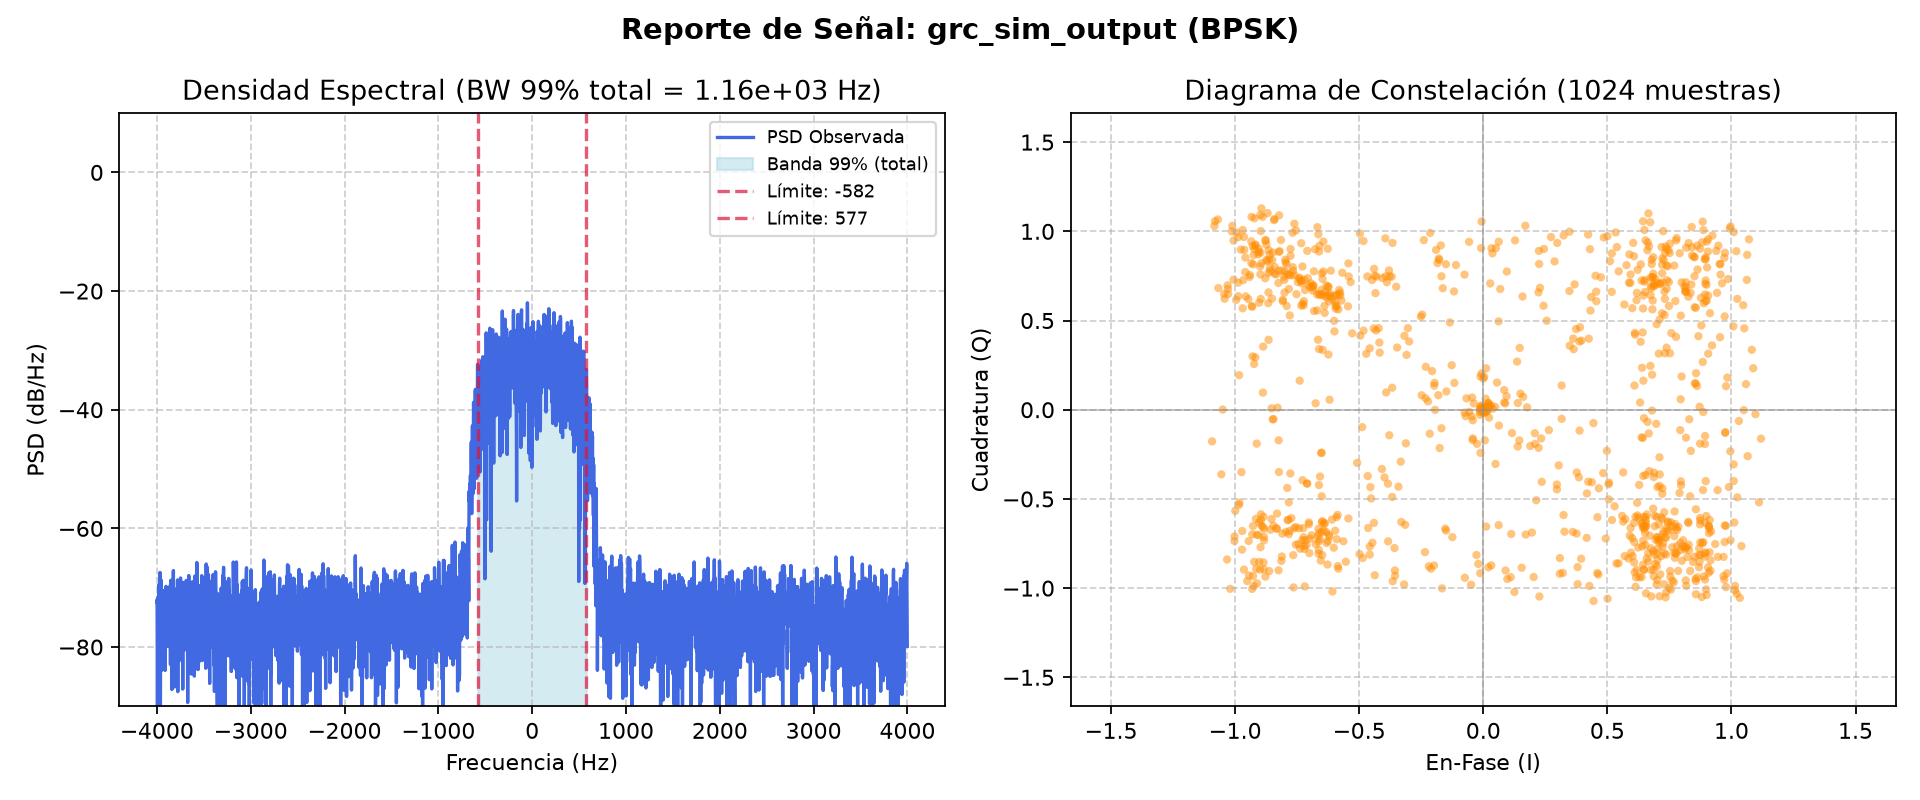 Reporte de Señal: grc_sim_output (BPSK)
Densidad Espectral (BW 99% total = 1.16e+03 Hz)
PSD Observada
Banda 99% (total)
Límite: -582
Límite: 577
0
−20
−40
−60
−80
PSD (dB/Hz)
−4000 −3000 −2000 −1000 0 1000 2000 3000 4000
Frecuencia (Hz)
Diagrama de Constelación (1024 muestras)
1.5
1.0
0.5
0.0
−0.5
−1.0
−1.5
Cuadratura (Q)
−1.5 −1.0 −0.5 0.0 0.5 1.0 1.5
En-Fase (I)